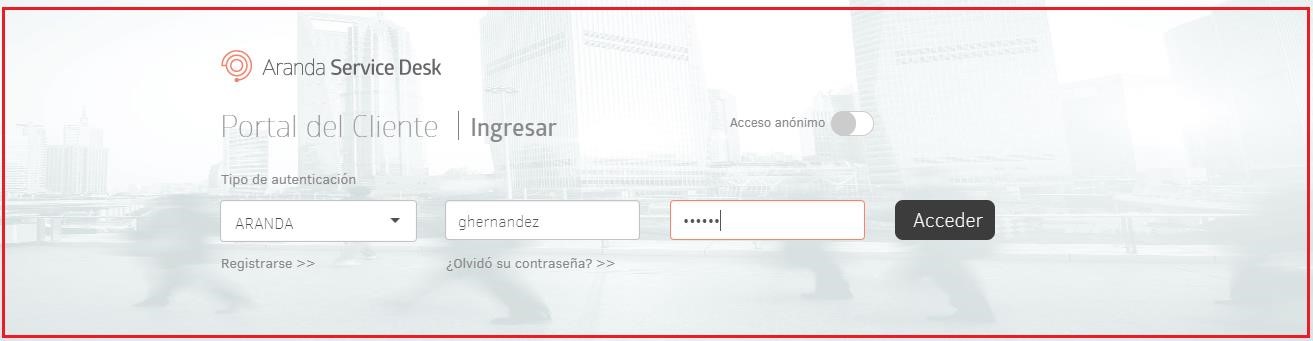 Aranda Service Desk
Portal del Cliente | Ingresar
Acceso anónimo
Tipo de autenticación
ARANDA
ghernandez
••••••
Acceder
Registrarse >>
¿Olvidó su contraseña? >>